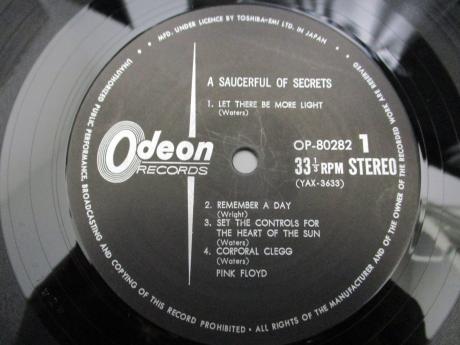 MFD. UNDER LICENCE BY TOSHIBA-EMI LTD. IN JAPAN •
ALL RIGHTS OF THE MANUFACTURER AND OF THE OWNER OF THE RECORDED WORK ARE RESERVED
UNAUTHORIZED PUBLIC PERFORMANCE BROADCASTING AND COPYING OF THIS RECORD PROHIBITED •
A SAUCERFUL OF SECRETS
1. LET THERE BE MORE LIGHT
(Waters)
Odeon
RECORDS
OP-80282 1
33 1/3 RPM STEREO
(YAX-3633)
2. REMEMBER A DAY
(Wright)
3. SET THE CONTROLS FOR
THE HEART OF THE SUN
(Waters)
4. CORPORAL CLEGG
(Waters)
PINK FLOYD